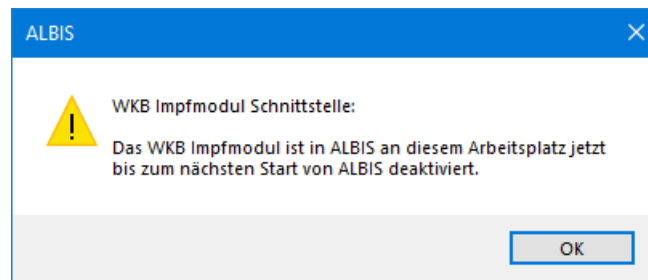 ALBIS
WKB Impfmodul Schnittstelle:
Das WKB Impfmodul ist in ALBIS an diesem Arbeitsplatz jetzt
bis zum nächsten Start von ALBIS deaktiviert.
OK